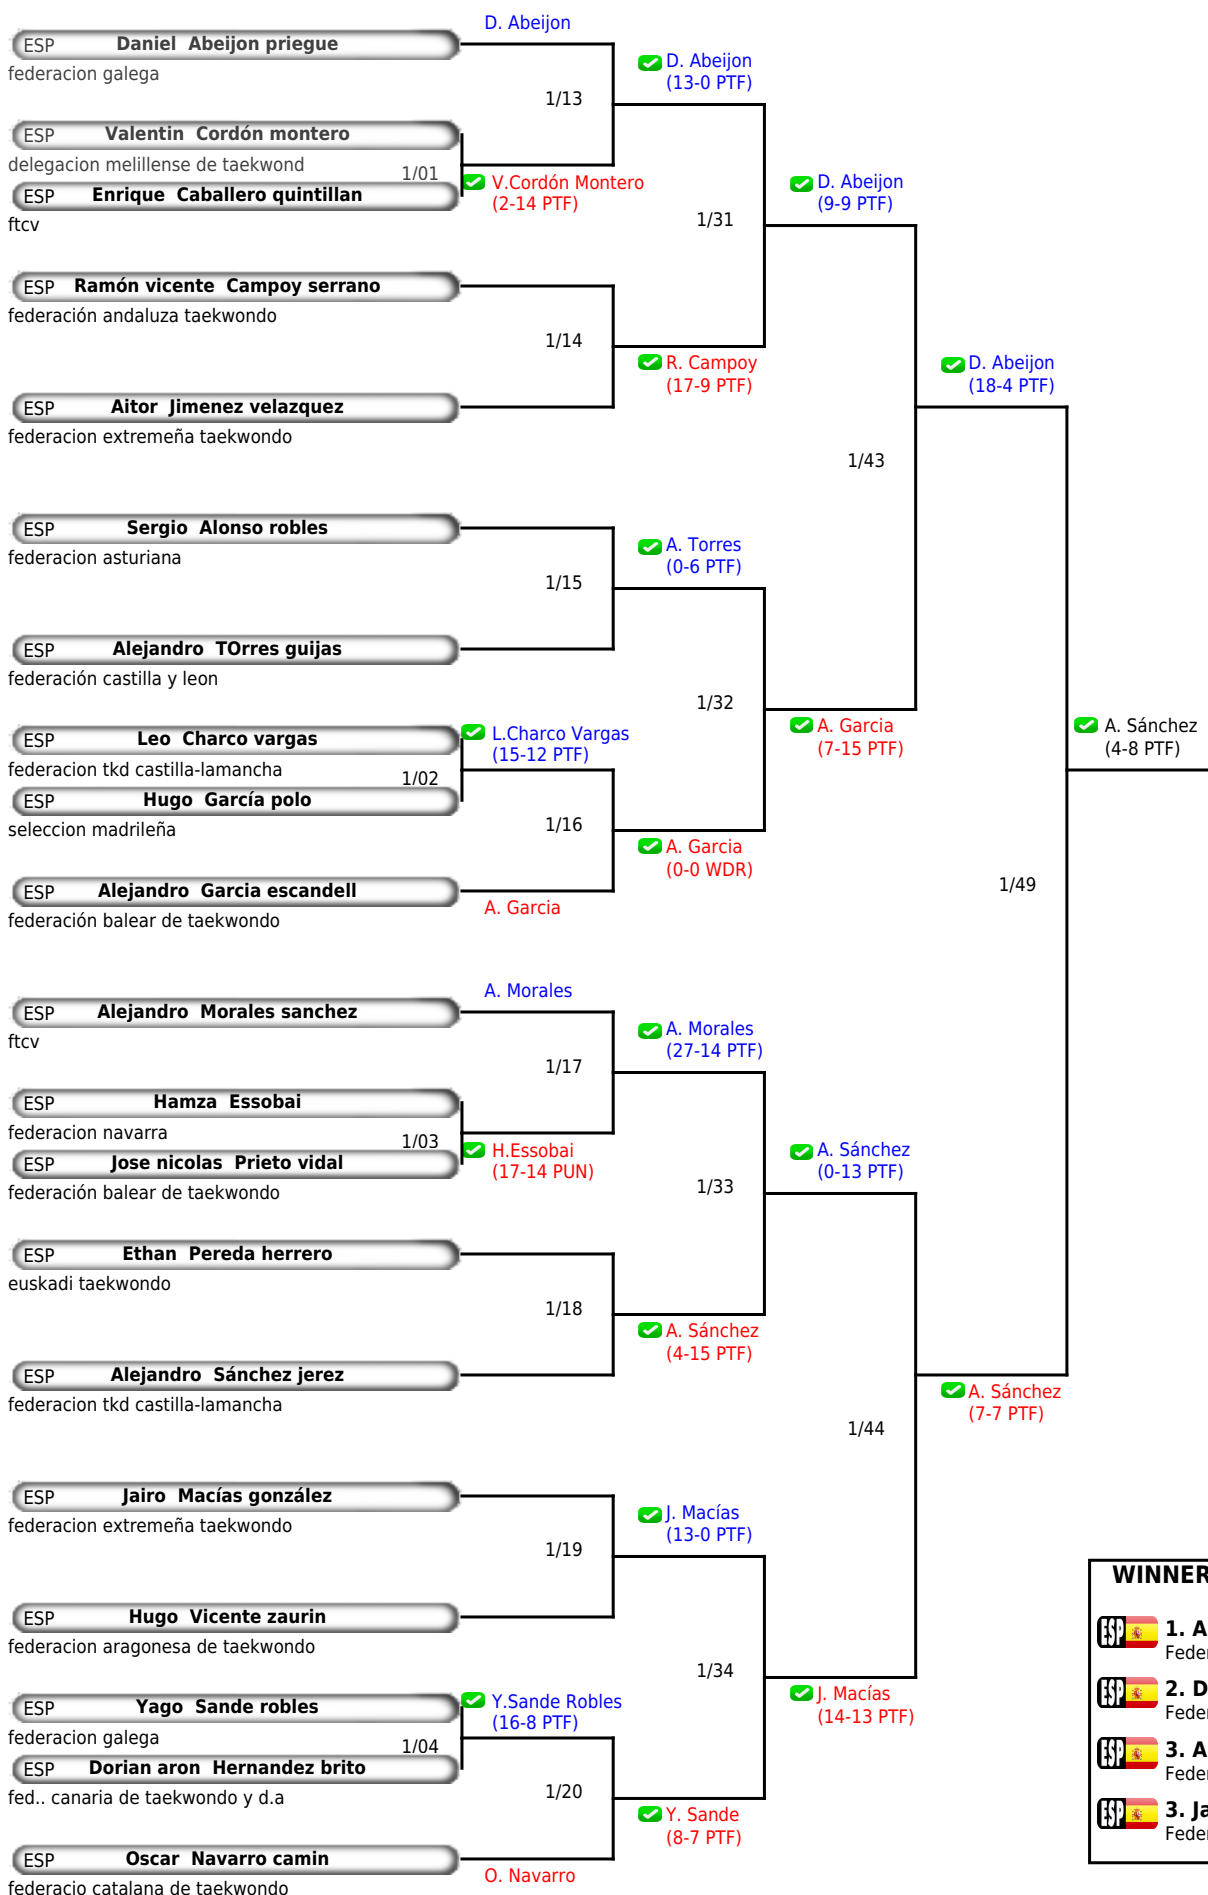 D. Abeijon
ESP Daniel Abeijon priegue
federacion galega
D. Abeijon
(13-0 PTF)
1/13
ESP Valentin Cordón montero
delegacion melillense de taekwond
1/01
V.Cordón Montero
(2-14 PTF)
ESP Enrique Caballero quintillan
ftcv
D. Abeijon
(9-9 PTF)
1/31
ESP Ramón vicente Campoy serrano
federación andaluza taekwondo
1/14
R. Campoy
(17-9 PTF)
ESP Aitor Jimenez velazquez
federacion extremeña taekwondo
D. Abeijon
(18-4 PTF)
1/43
ESP Sergio Alonso robles
federacion asturiana
A. Torres
(0-6 PTF)
1/15
ESP Alejandro TOrres guijas
federación castilla y leon
1/32
ESP Leo Charco vargas
federacion tkd castilla-lamancha
1/02
L.Charco Vargas
(15-12 PTF)
ESP Hugo García polo
seleccion madrileña
A. Garcia
(7-15 PTF)
A. Sánchez
(4-8 PTF)
1/16
A. Garcia
(0-0 WDR)
ESP Alejandro Garcia escandell
federación balear de taekwondo
A. Garcia
1/49
A. Morales
ESP Alejandro Morales sanchez
ftcv
A. Morales
(27-14 PTF)
1/17
ESP Hamza Essobai
federacion navarra
1/03
H.Essobai
(17-14 PUN)
ESP Jose nicolas Prieto vidal
federación balear de taekwondo
A. Sánchez
(0-13 PTF)
1/33
ESP Ethan Pereda herrero
euskadi taekwondo
1/18
A. Sánchez
(4-15 PTF)
ESP Alejandro Sánchez jerez
federacion tkd castilla-lamancha
A. Sánchez
(7-7 PTF)
1/44
ESP Jairo Macías gonzález
federacion extremeña taekwondo
J. Macías
(13-0 PTF)
1/19
ESP Hugo Vicente zaurin
federacion aragonesa de taekwondo
1/34
ESP Yago Sande robles
federacion galega
1/04
Y.Sande Robles
(16-8 PTF)
ESP Dorian aron Hernandez brito
fed.. canaria de taekwondo y d.a
J. Macías
(14-13 PTF)
1/20
Y. Sande
(8-7 PTF)
ESP Oscar Navarro camin
federacio catalana de taekwondo
O. Navarro
WINNER
ESP 1. A
Feder
ESP 2. D
Feder
ESP 3. A
Feder
ESP 3. Ja
Feder